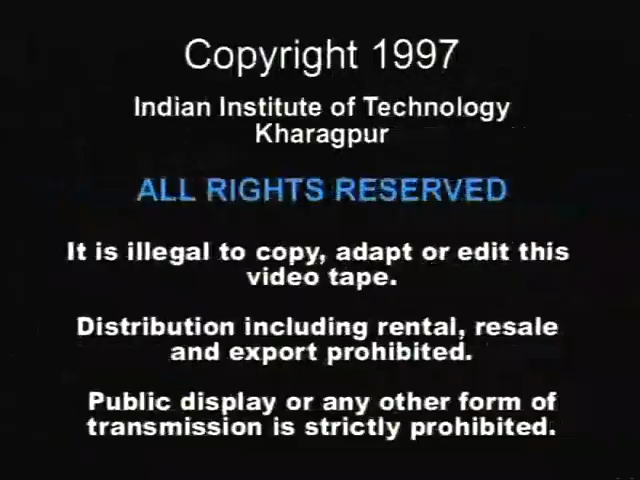 Copyright 1997
Indian Institute of Technology
Kharagpur
ALL RIGHTS RESERVED
It is illegal to copy, adapt or edit this
video tape.
Distribution including rental, resale
and export prohibited.
Public display or any other form of
transmission is strictly prohibited.